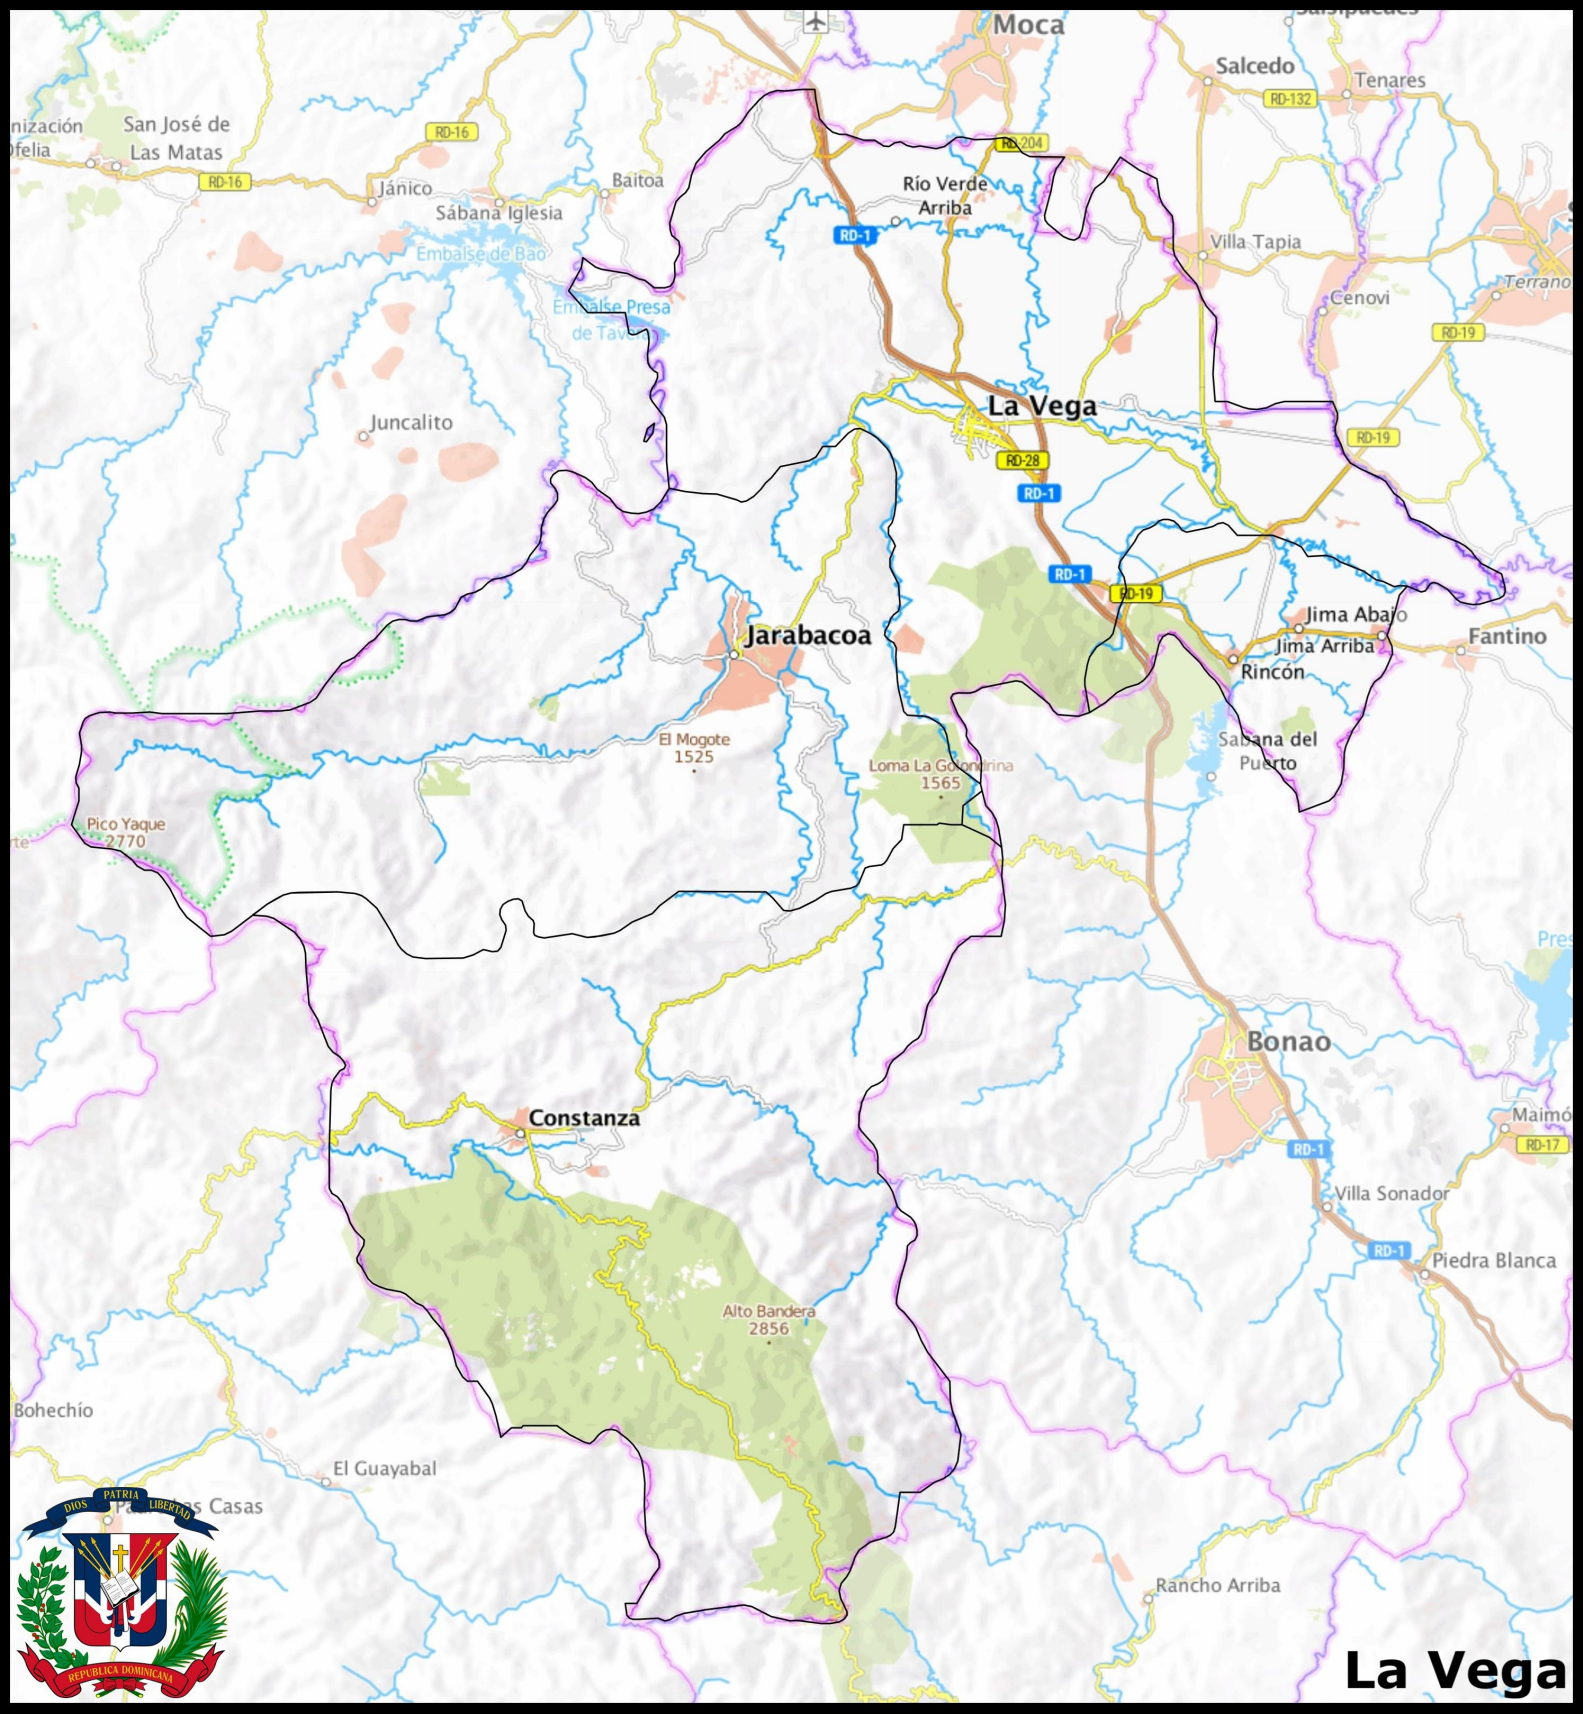 Moca
Salcedo
Tenares
RD-132
nización
San José de
Las Matas
RD-16
RD-16
RD-204
Jánico
Baitoa
Sábana Iglesia
Río Verde
Arriba
RD-1
Villa Tapia
Embalse de Bao
Cenovi
Terrano
Embalse Presa
de Tavera
RD-19
La Vega
Juncalito
RD-19
RD-28
RD-1
RD-1
RD-19
Jima Abajo
Jarabacoa
Jima Arriba
Fantino
Rincón
El Mogote
1525
Sabana del
Puerto
Loma La Golondrina
1565
Pico Yaque
2770
rte
Pres
Bonao
Constanza
Maimó
RD-17
RD-1
Villa Sonador
RD-1
Piedra Blanca
Alto Bandera
2856
Bohechío
El Guayabal
DIOS PATRIA LIBERTAD
Casas
Rancho Arriba
REPUBLICA DOMINICANA
La Vega